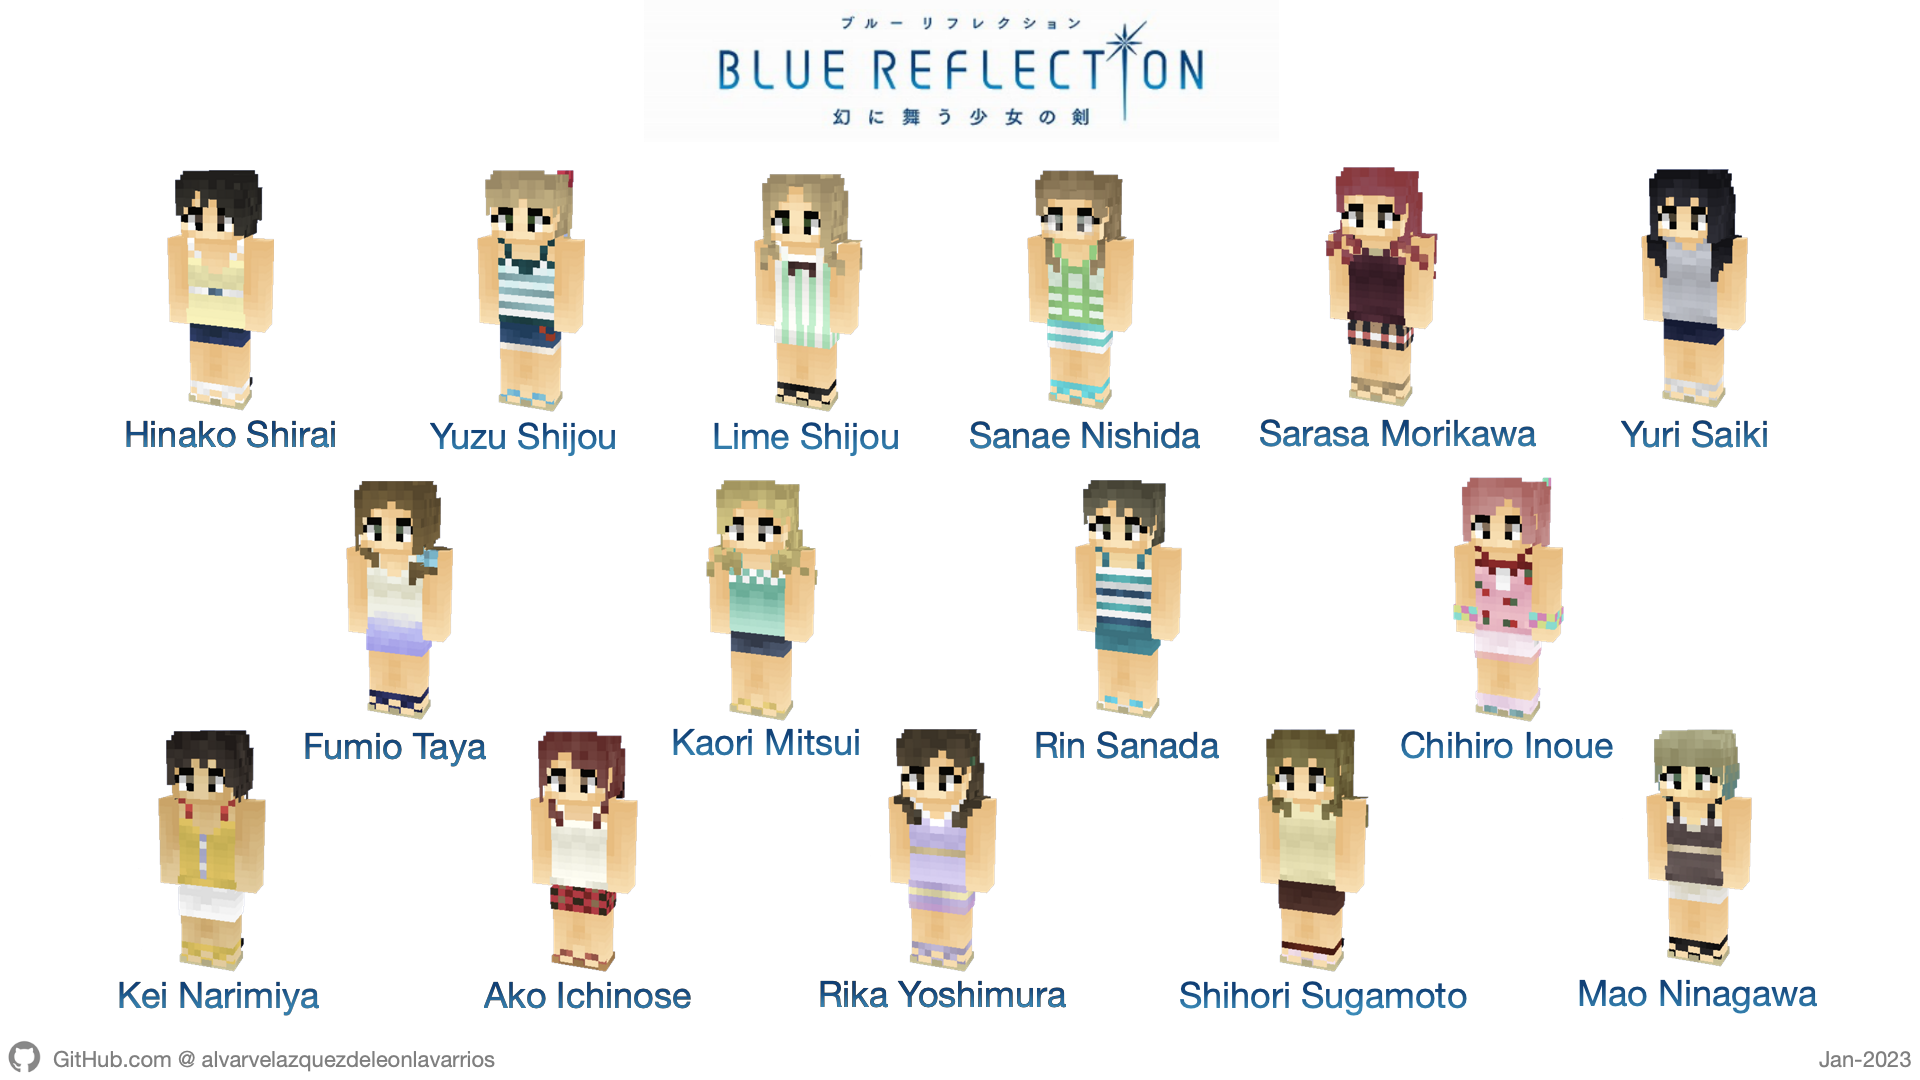 ブルー リフレクション
BLUE REFLECTION
幻に舞う少女の剣
Hinako Shirai
Yuzu Shijou
Lime Shijou
Sanae Nishida
Sarasa Morikawa
Yuri Saiki
Fumio Taya
Kaori Mitsui
Rin Sanada
Chihiro Inoue
Kei Narimiya
Ako Ichinose
Rika Yoshimura
Shihori Sugamoto
Mao Ninagawa
GitHub.com @ alvarvelazquezdeleonlavarrios
Jan-2023